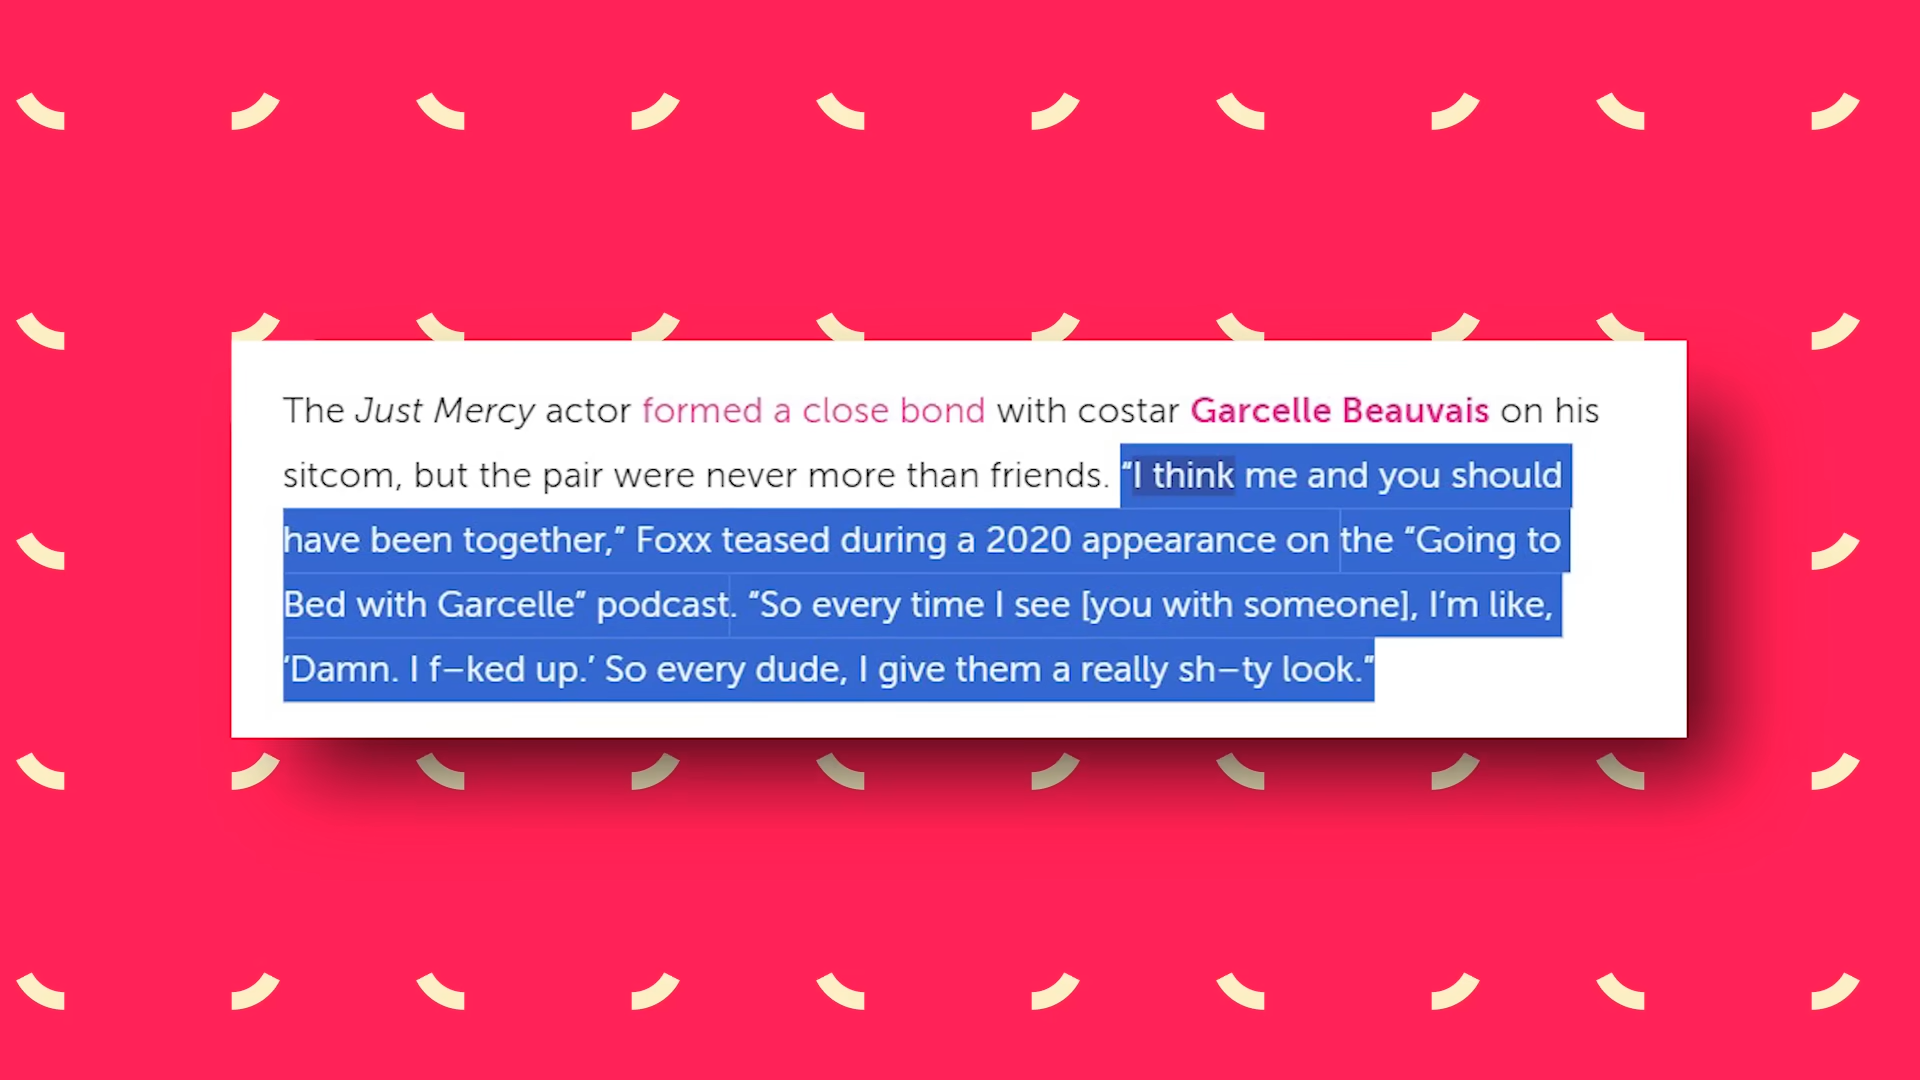 The Just Mercy actor formed a close bond with costar Garcelle Beauvais on his
sitcom, but the pair were never more than friends. “I think me and you should
have been together,” Foxx teased during a 2020 appearance on the “Going to
Bed with Garcelle” podcast. “So every time I see [you with someone], I’m like,
‘Damn. I f–ked up.’ So every dude, I give them a really sh–ty look.”